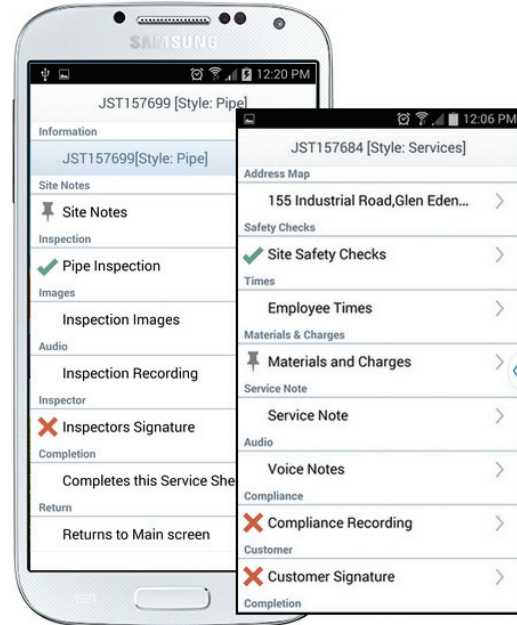 SAMSUNG
12:20 PM
JST157699 [Style: Pipe]
Information
JST157699[Style: Pipe]
Site Notes
Site Notes
Inspection
Pipe Inspection
Images
Inspection Images
Audio
Inspection Recording
Inspector
Inspectors Signature
Completion
Completes this Service She
Return
Returns to Main screen
12:06 PM
JST157684 [Style: Services]
Address Map
155 Industrial Road,Glen Eden...
Safety Checks
Site Safety Checks
Times
Employee Times
Materials & Charges
Materials and Charges
Service Note
Service Note
Audio
Voice Notes
Compliance
Compliance Recording
Customer
Customer Signature
Completion